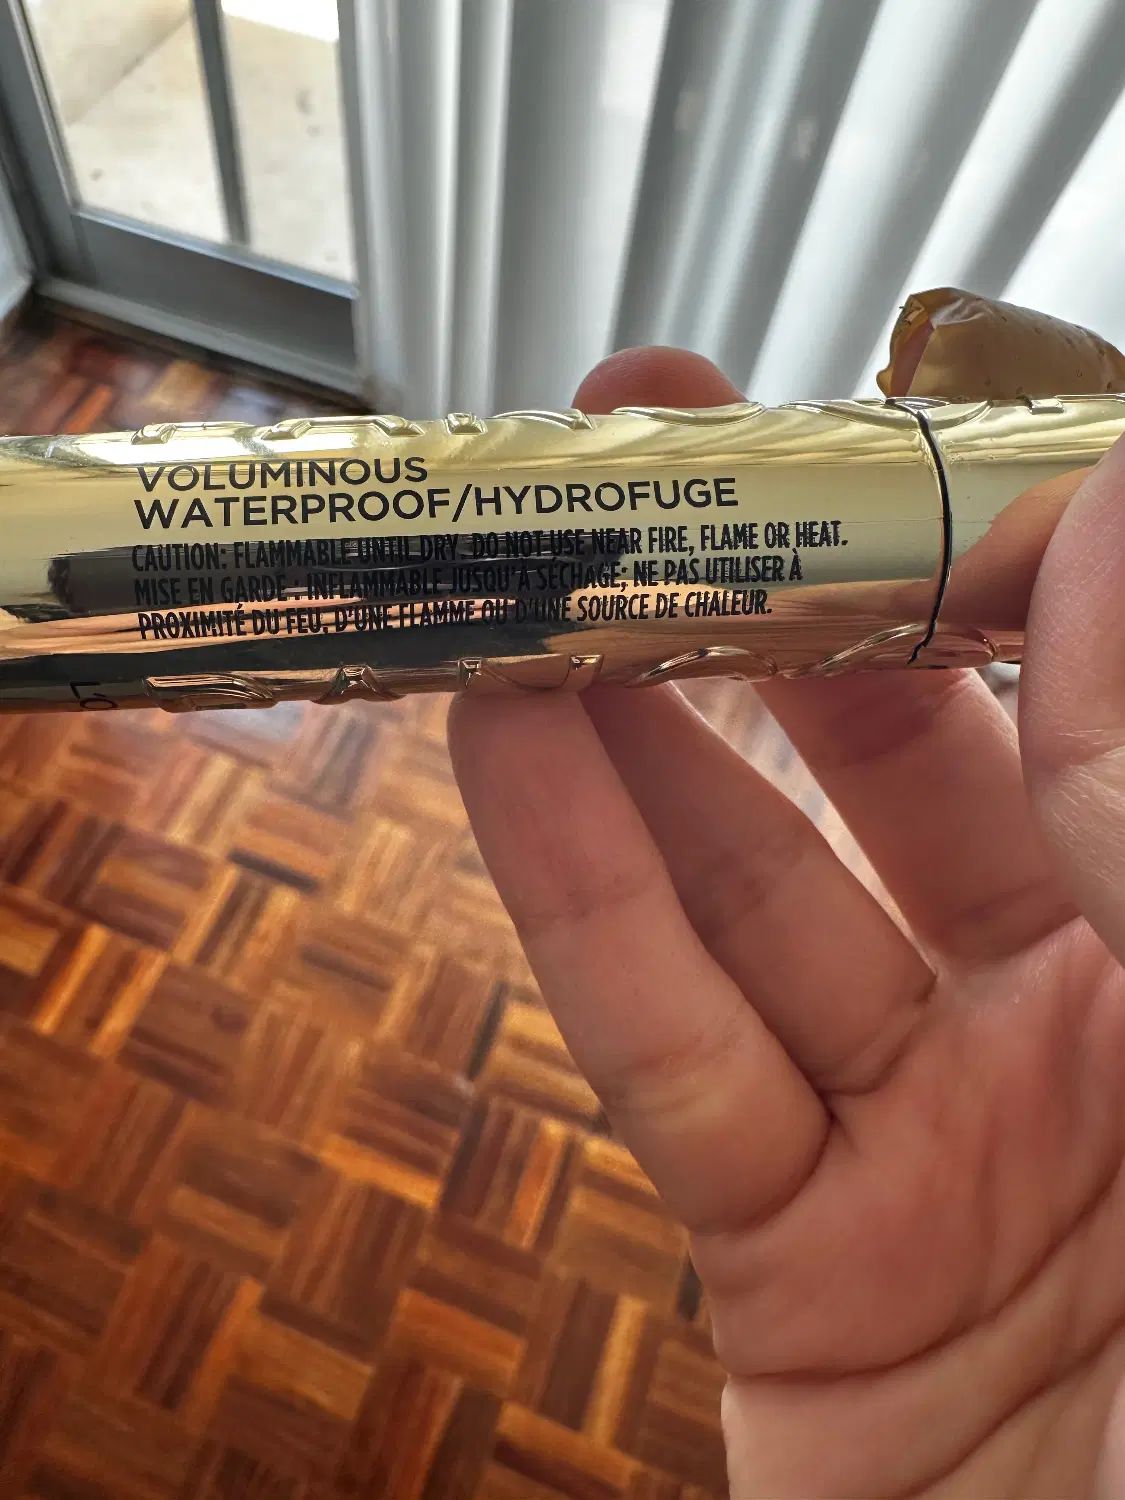 VOLUMINOUS
WATERPROOF/HYDROFUGE
CAUTION: FLAMMABLE UNTIL DRY. DO NOT USE NEAR FIRE, FLAME OR HEAT.
MISE EN GARDE : INFLAMMABLE JUSQU'À SÉCHAGE; NE PAS UTILISER À
PROXIMITÉ DU FEU, D'UNE FLAMME OU D'UNE SOURCE DE CHALEUR.